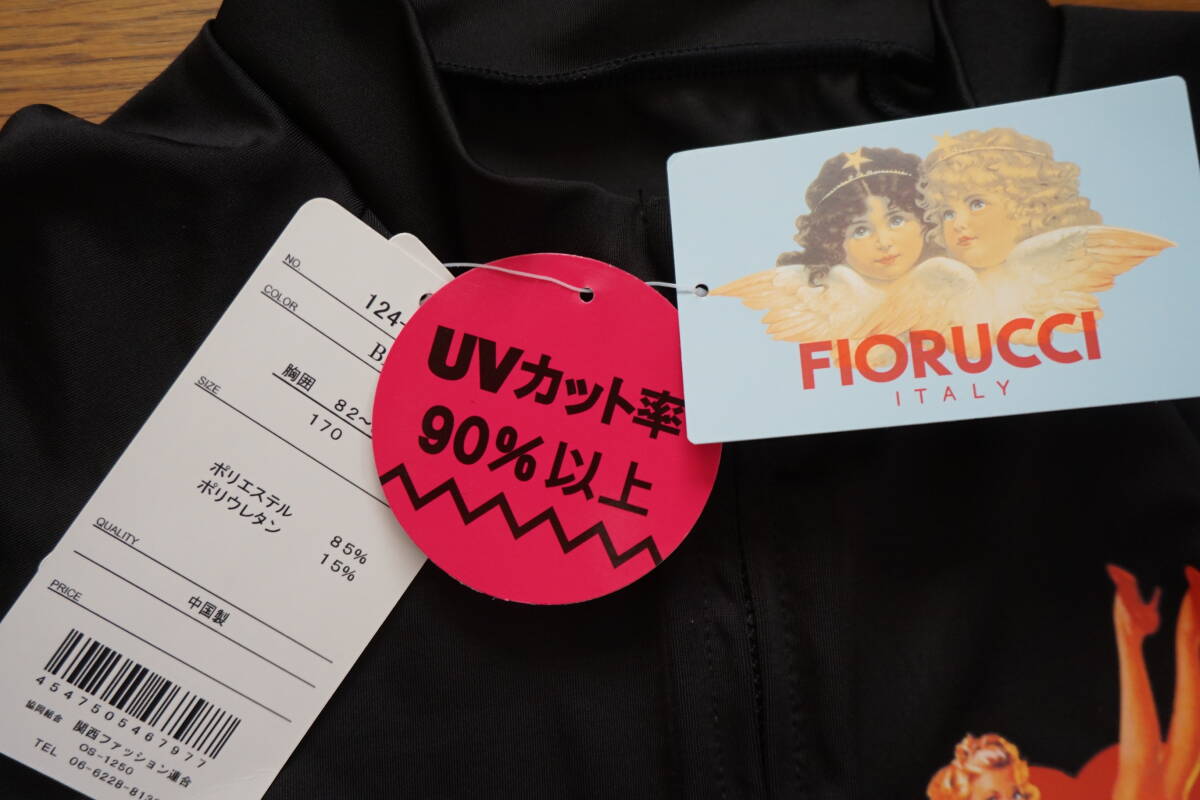 NO.
124-
COLOR
B
SIZE
胸囲 82~
170
ポリエステル 85%
ポリウレタン 15%
QUALITY
中国製
PRICE
4547505467977
協同組合 関西ファッション連合
OS-1250
TEL 06-6228-813
UVカット率
90%以上
FIORUCCI
ITALY